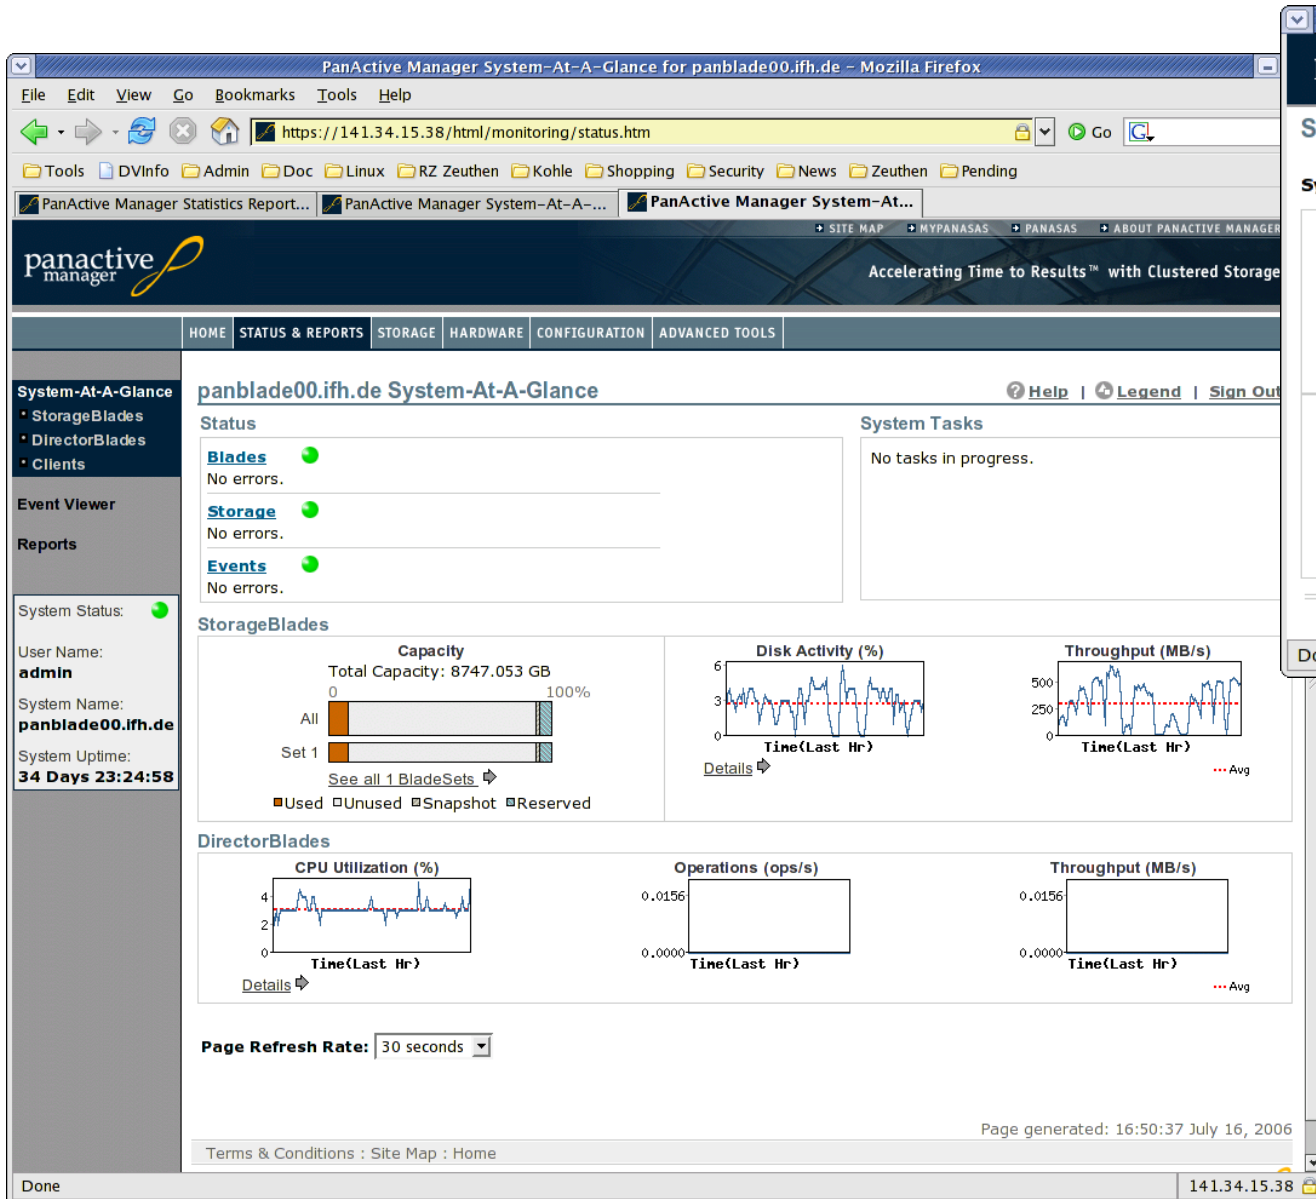 PanActive Manager System-At-A-Glance for panblade00.ifh.de - Mozilla Firefox
File Edit View Go Bookmarks Tools Help
https://141.34.15.38/html/monitoring/status.htm Go G
Tools DVInfo Admin Doc Linux RZ Zeuthen Kohle Shopping Security News Zeuthen Pending
PanActive Manager Statistics Report... PanActive Manager System-At-A-... PanActive Manager System-At...
SITE MAP MYPANASAS PANASAS ABOUT PANACTIVE MANAGER
panactive manager
Accelerating Time to Results™ with Clustered Storage
HOME STATUS & REPORTS STORAGE HARDWARE CONFIGURATION ADVANCED TOOLS
System-At-A-Glance
StorageBlades
DirectorBlades
Clients
Event Viewer
Reports
System Status:
User Name:
admin
System Name:
panblade00.ifh.de
System Uptime:
34 Days 23:24:58
panblade00.ifh.de System-At-A-Glance
Help | Legend | Sign Out
Status
Blades
No errors.
Storage
No errors.
Events
No errors.
System Tasks
No tasks in progress.
StorageBlades
Capacity
Total Capacity: 8747.053 GB
0 100%
All
Set 1
See all 1 BladeSets
Used Unused Snapshot Reserved
Disk Activity (%)
6
3
0
Time(Last Hr)
Details
Throughput (MB/s)
500
250
0
Time(Last Hr)
Avg
DirectorBlades
CPU Utilization (%)
4
2
0
Time(Last Hr)
Details
Operations (ops/s)
0.0156
0.0000
Time(Last Hr)
Throughput (MB/s)
0.0156
0.0000
Time(Last Hr)
Avg
Page Refresh Rate: 30 seconds
Page generated: 16:50:37 July 16, 2006
Terms & Conditions : Site Map : Home
Done
141.34.15.38